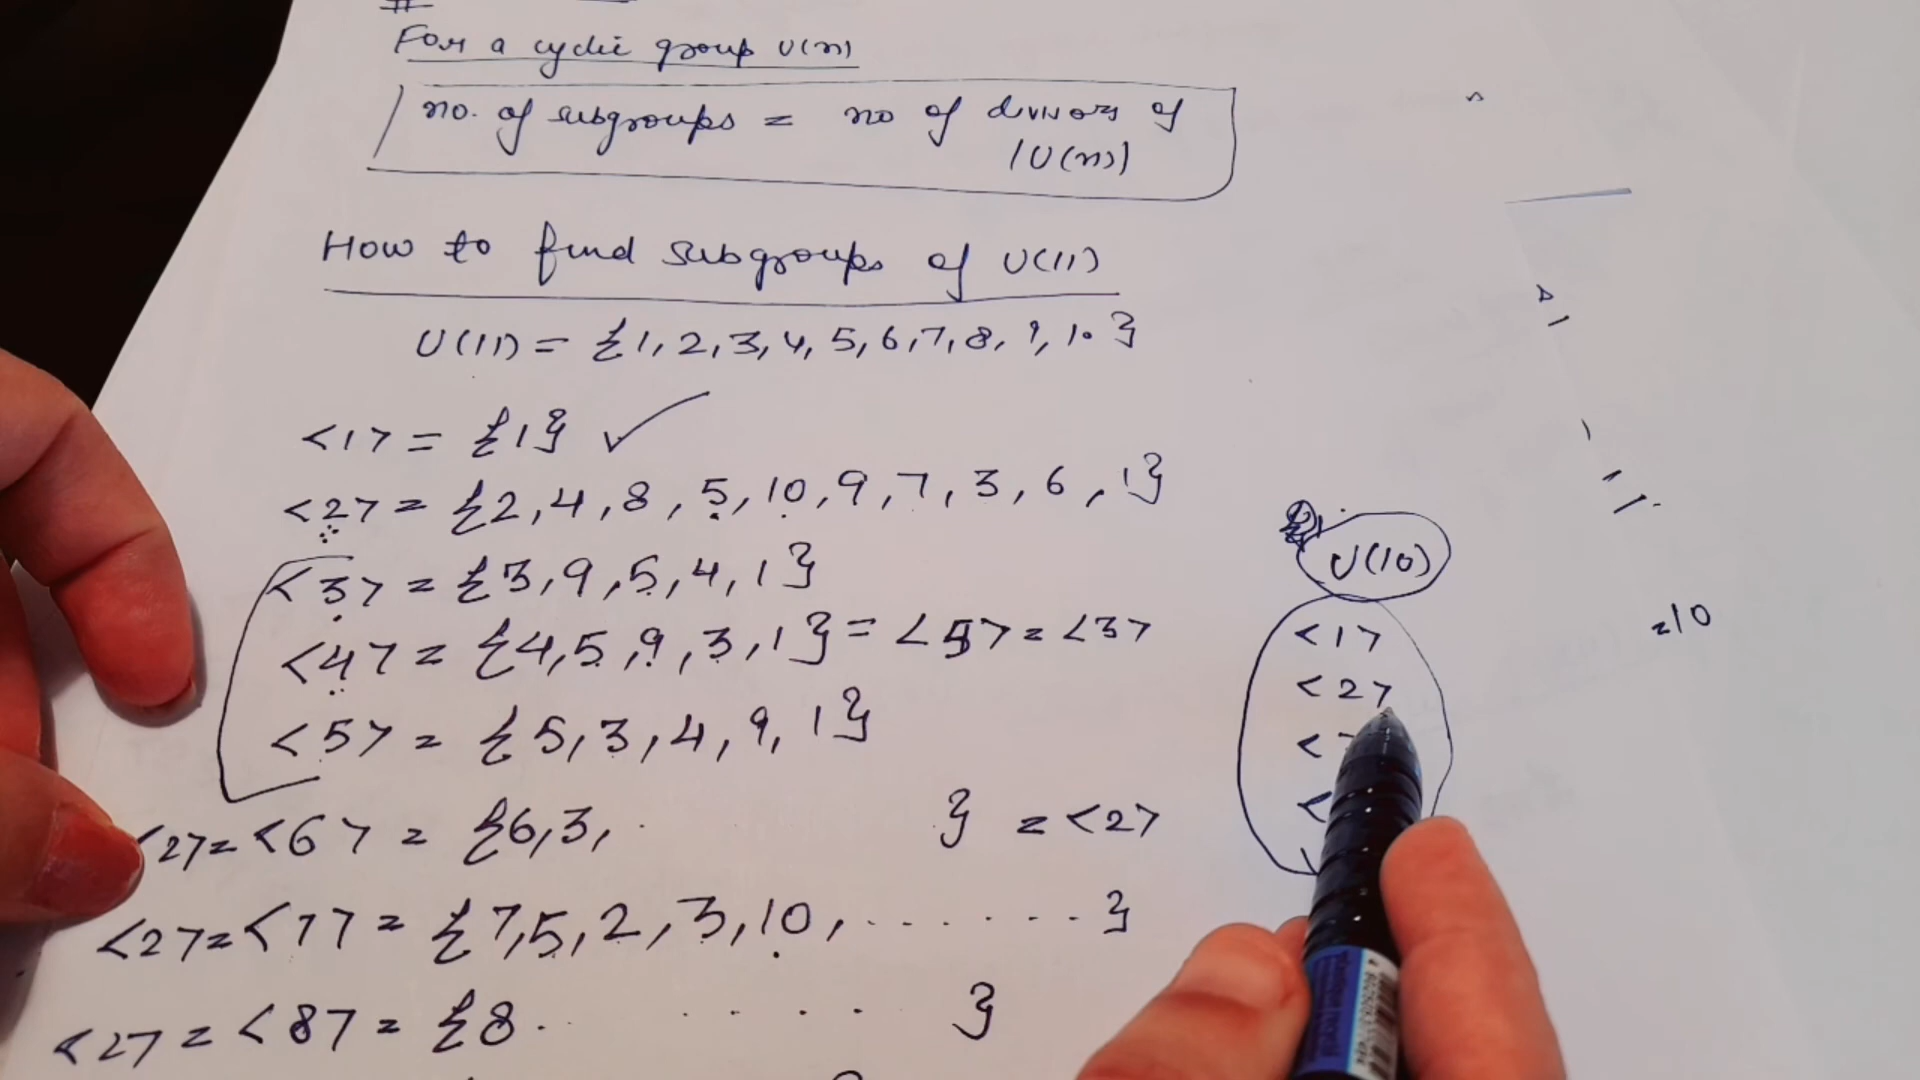 For a cyclic group U(n)
no. of subgroups = no of divisors of
|U(n)|
How to find subgroups of U(11)
U(11) = {1, 2, 3, 4, 5, 6, 7, 8, 9, 10}
<1> = {1} ✓
<2> = {2, 4, 8, 5, 10, 9, 7, 3, 6, 1}
<3> = {3, 9, 5, 4, 1}
<4> = {4, 5, 9, 3, 1} = <5> = <3>
<5> = {5, 3, 4, 9, 1}
<2> = <6> = {6, 3, } = <2>
<2> = <7> = {7, 5, 2, 3, 10, ....... }
<2> = <8> = {8 . . . . }
U(10)
<1>
<2>
=10